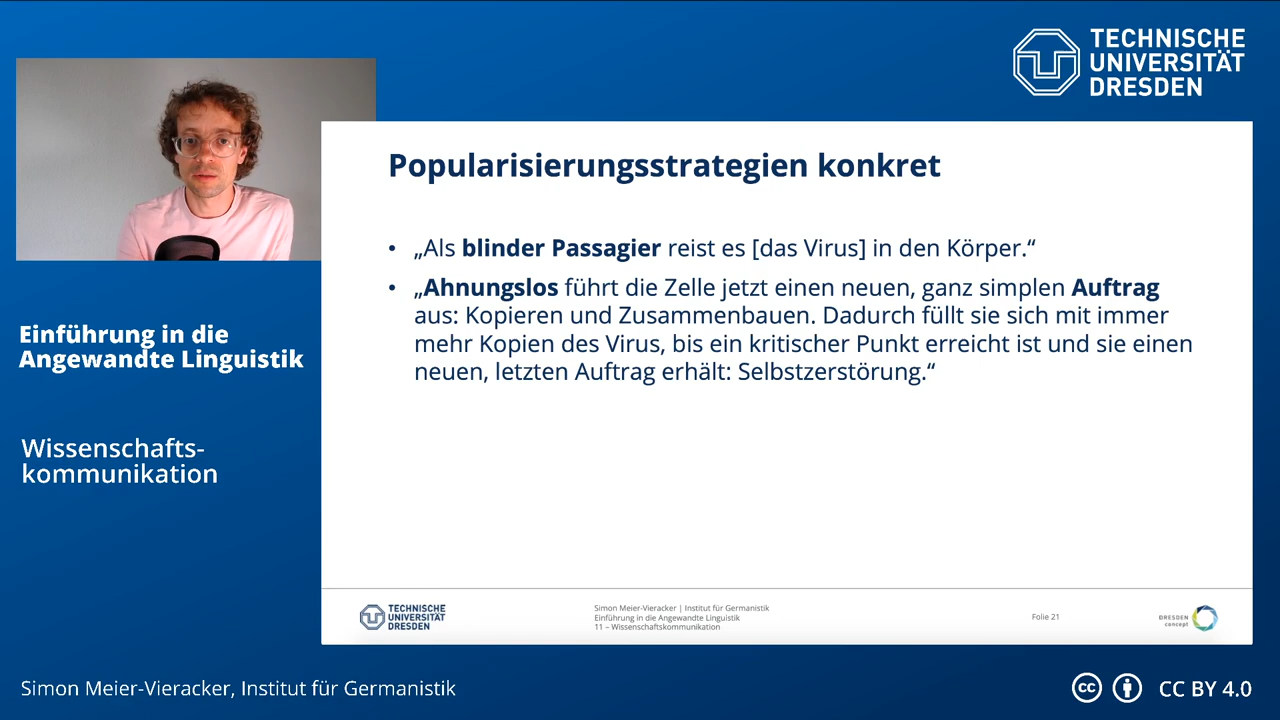 TECHNISCHE
UNIVERSITÄT
DRESDEN
Popularisierungsstrategien konkret
• „Als blinder Passagier reist es [das Virus] in den Körper.“
• „Ahnungslos führt die Zelle jetzt einen neuen, ganz simplen Auftrag
aus: Kopieren und Zusammenbauen. Dadurch füllt sie sich mit immer
mehr Kopien des Virus, bis ein kritischer Punkt erreicht ist und sie einen
neuen, letzten Auftrag erhält: Selbstzerstörung.“
Einführung in die
Angewandte Linguistik
Wissenschafts-
kommunikation
TECHNISCHE
UNIVERSITÄT
DRESDEN
Simon Meier-Vieracker | Institut für Germanistik
Einführung in die Angewandte Linguistik
11 – Wissenschaftskommunikation
Folie 21
DRESDEN
concept
Simon Meier-Vieracker, Institut für Germanistik
cc
CC BY 4.0